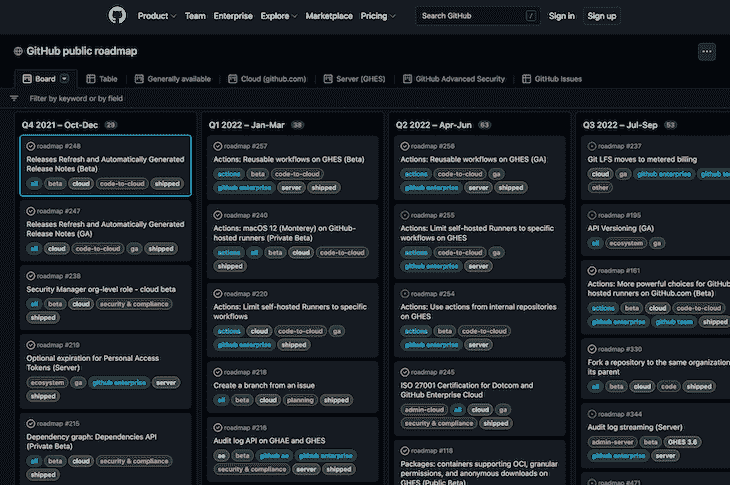 Product Team Enterprise Explore Marketplace Pricing Search GitHub / Sign in Sign up
GitHub public roadmap
Board Table Generally available Cloud (github.com) Server (GHES) GitHub Advanced Security GitHub Issues
Filter by keyword or by field
Q4 2021 – Oct-Dec 29
roadmap #248
Releases Refresh and Automatically Generated
Release Notes (Beta)
all beta cloud code-to-cloud shipped
roadmap #247
Releases Refresh and Automatically Generated
Release Notes (GA)
all cloud code-to-cloud ga shipped
roadmap #238
Security Manager org-level role - cloud beta
all beta cloud security & compliance
shipped
roadmap #219
Optional expiration for Personal Access
Tokens (Server)
ecosystem ga github enterprise server
shipped
roadmap #215
Dependency graph: Dependencies API
(Private Beta)
all beta cloud security & compliance
shipped
Q1 2022 – Jan-Mar 38
roadmap #257
Actions: Reusable workflows on GHES (Beta)
actions beta code-to-cloud
github enterprise server shipped
roadmap #240
Actions: macOS 12 (Monterey) on GitHub-
hosted runners (Private Beta)
actions all beta cloud code-to-cloud
shipped
roadmap #220
Actions: Limit self-hosted Runners to specific
workflows
actions cloud code-to-cloud ga
github enterprise shipped
roadmap #218
Create a branch from an issue
all beta cloud planning shipped
roadmap #216
Audit log API on GHAE and GHES
ae beta github ae github enterprise
security & compliance server shipped
Q2 2022 – Apr-Jun 63
roadmap #256
Actions: Reusable workflows on GHES (GA)
actions code-to-cloud ga
github enterprise server shipped
roadmap #255
Actions: Limit self-hosted Runners to specific
workflows on GHES
actions code-to-cloud ga
github enterprise server
roadmap #254
Actions: Use actions from internal repositories
on GHES
actions beta code-to-cloud
github enterprise server
roadmap #245
ISO 27001 Certification for Dotcom and
GitHub Enterprise Cloud
admin-cloud all cloud ga
security & compliance shipped
roadmap #118
Packages: containers supporting OCI, granular
permissions, and anonymous downloads on
GHES (Public Beta)
Q3 2022 – Jul-Sep 53
roadmap #237
Git LFS moves to metered billing
cloud ga github enterprise github
other
roadmap #195
API Versioning (GA)
all ecosystem ga
roadmap #161
Actions: More powerful choices for GitHub
hosted runners on GitHub.com (Beta)
actions beta cloud code-to-cloud
github enterprise github team shipped
roadmap #330
Fork a repository to the same organization
its parent
all beta cloud code shipped
roadmap #344
Audit log streaming (Server)
admin-server beta GHES 3.6
github enterprise server
roadmap #471